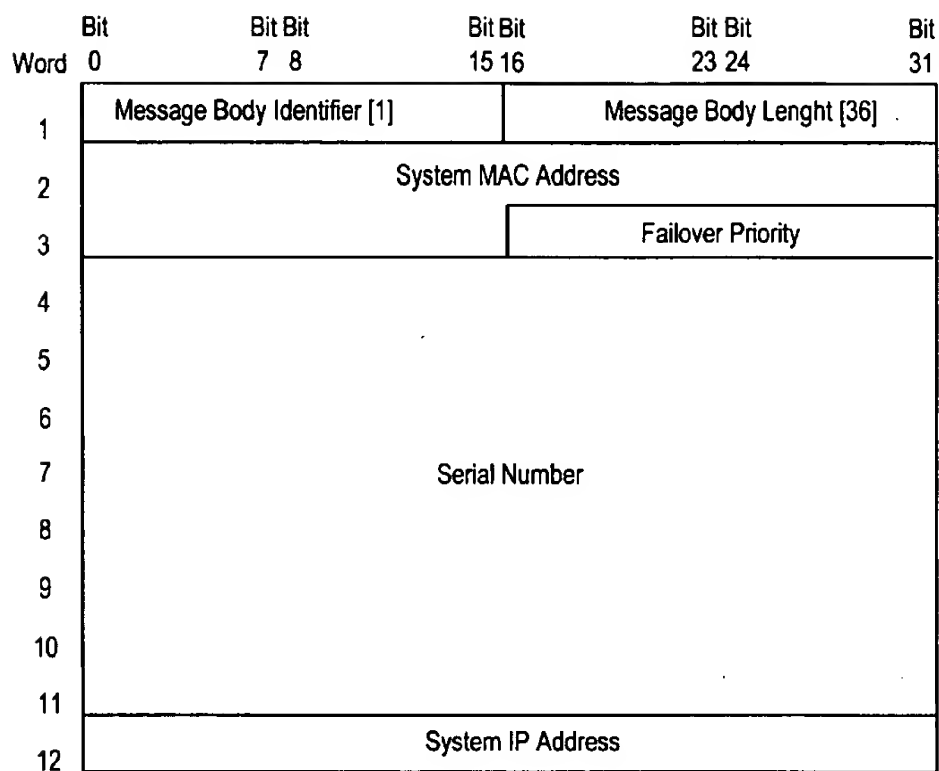 Bit Bit Bit Bit Bit Bit Bit Bit
Word 0 7 8 15 16 23 24 31
1 Message Body Identifier [1] Message Body Lenght [36]
2 System MAC Address
3 Failover Priority
4
5
6
7 Serial Number
8
9
10
11
12 System IP Address